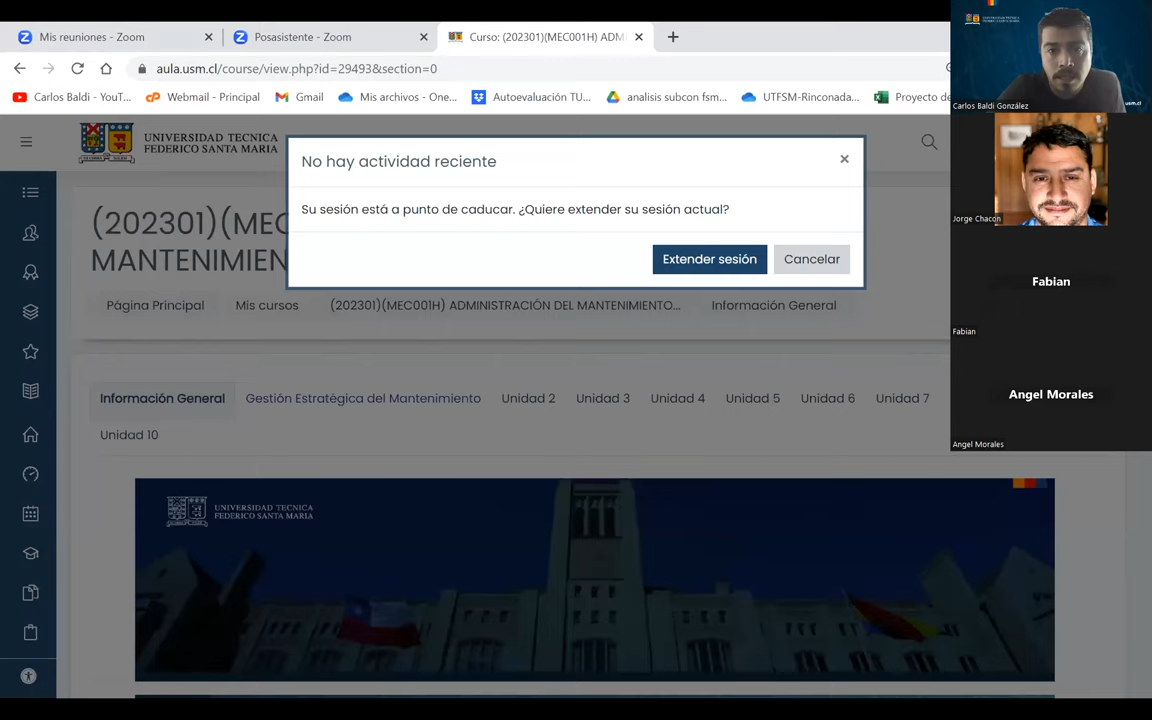 Mis reuniones - Zoom
Posasistente - Zoom
Curso: (202301)(MEC001H) ADM
aula.usm.cl/course/view.php?id=29493&section=0
Carlos Baldi - YouT...
Webmail - Principal
Gmail
Mis archivos - One...
Autoevaluación TU...
analisis subcon fsm...
UTFSM-Rinconada...
Proyecto de
UNIVERSIDAD TECNICA
FEDERICO SANTA MARIA
No hay actividad reciente
Su sesión está a punto de caducar. ¿Quiere extender su sesión actual?
Extender sesión
Cancelar
(202301)(MEC
MANTENIMIEN
Página Principal
Mis cursos
(202301)(MEC001H) ADMINISTRACIÓN DEL MANTENIMIENTO...
Información General
Información General
Gestión Estratégica del Mantenimiento
Unidad 2
Unidad 3
Unidad 4
Unidad 5
Unidad 6
Unidad 7
Unidad 10
UNIVERSIDAD TECNICA
FEDERICO SANTA MARIA
usm.cl
Carlos Baldi González
Jorge Chacon
Fabian
Fabian
Angel Morales
Angel Morales